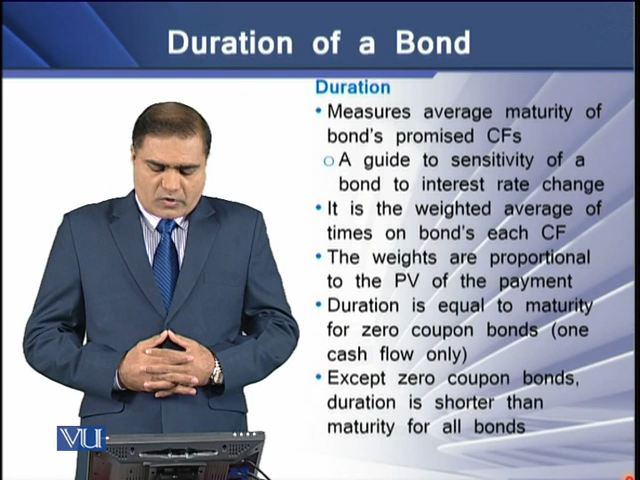 Duration of a Bond
Duration
• Measures average maturity of
bond's promised CFs
o A guide to sensitivity of a
bond to interest rate change
• It is the weighted average of
times on bond's each CF
• The weights are proportional
to the PV of the payment
• Duration is equal to maturity
for zero coupon bonds (one
cash flow only)
• Except zero coupon bonds,
duration is shorter than
maturity for all bonds
VU